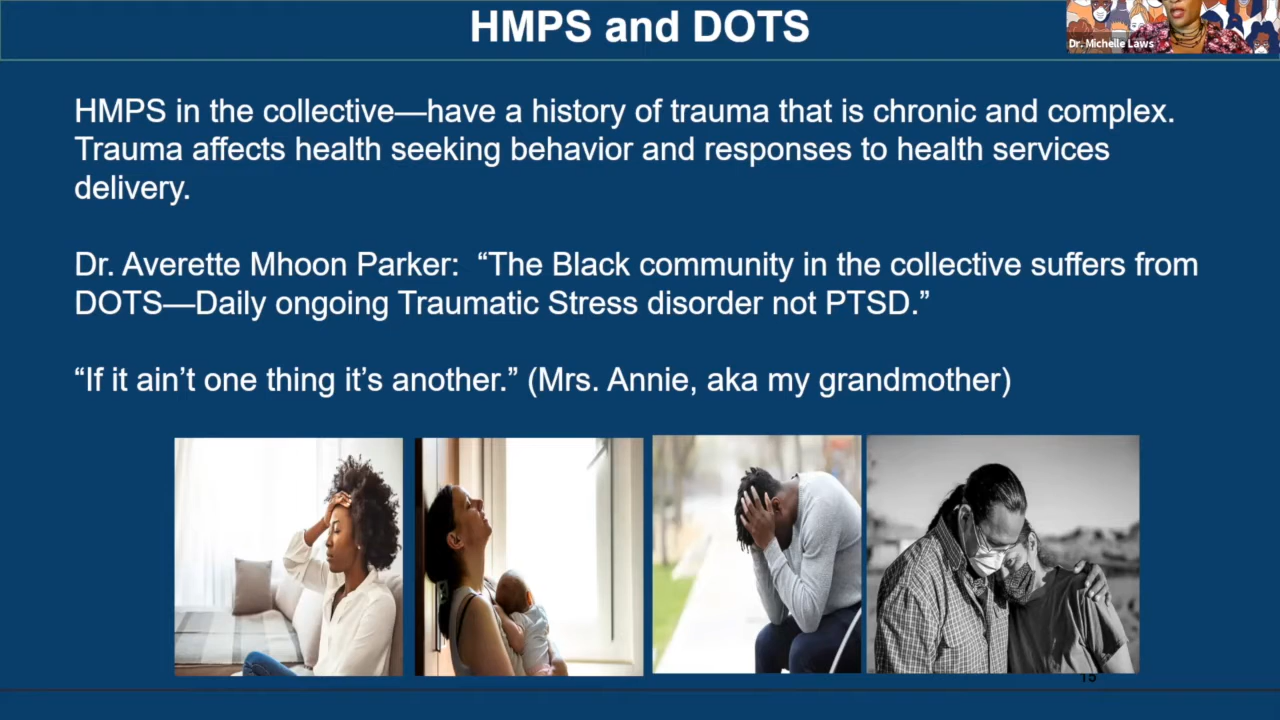 HMPS and DOTS
Dr. Michelle Laws
HMPS in the collective—have a history of trauma that is chronic and complex.
Trauma affects health seeking behavior and responses to health services
delivery.
Dr. Averette Mhoon Parker:  “The Black community in the collective suffers from
DOTS—Daily ongoing Traumatic Stress disorder not PTSD.”
“If it ain’t one thing it’s another.” (Mrs. Annie, aka my grandmother)
15